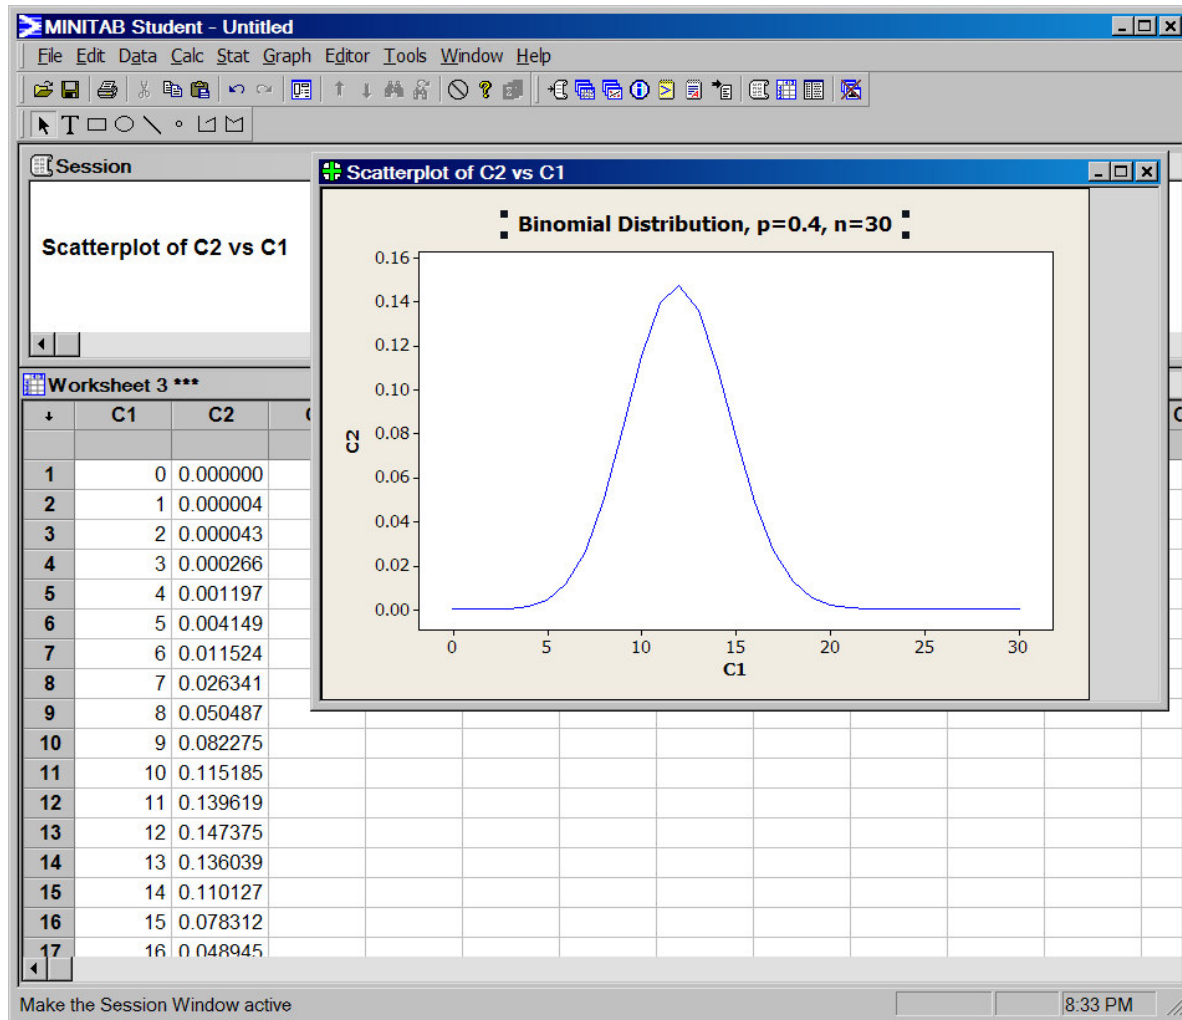 MINITAB Student - Untitled
File Edit Data Calc Stat Graph Editor Tools Window Help
T
Session
Scatterplot of C2 vs C1
Scatterplot of C2 vs C1
Binomial Distribution, p=0.4, n=30
0.16
0.14
0.12
0.10
0.08
0.06
0.04
0.02
0.00
C2
0 5 10 15 20 25 30
C1
Worksheet 3 ***
C1 C2
1 0 0.000000
2 1 0.000004
3 2 0.000043
4 3 0.000266
5 4 0.001197
6 5 0.004149
7 6 0.011524
8 7 0.026341
9 8 0.050487
10 9 0.082275
11 10 0.115185
12 11 0.139619
13 12 0.147375
14 13 0.136039
15 14 0.110127
16 15 0.078312
17 16 0.048945
Make the Session Window active
8:33 PM